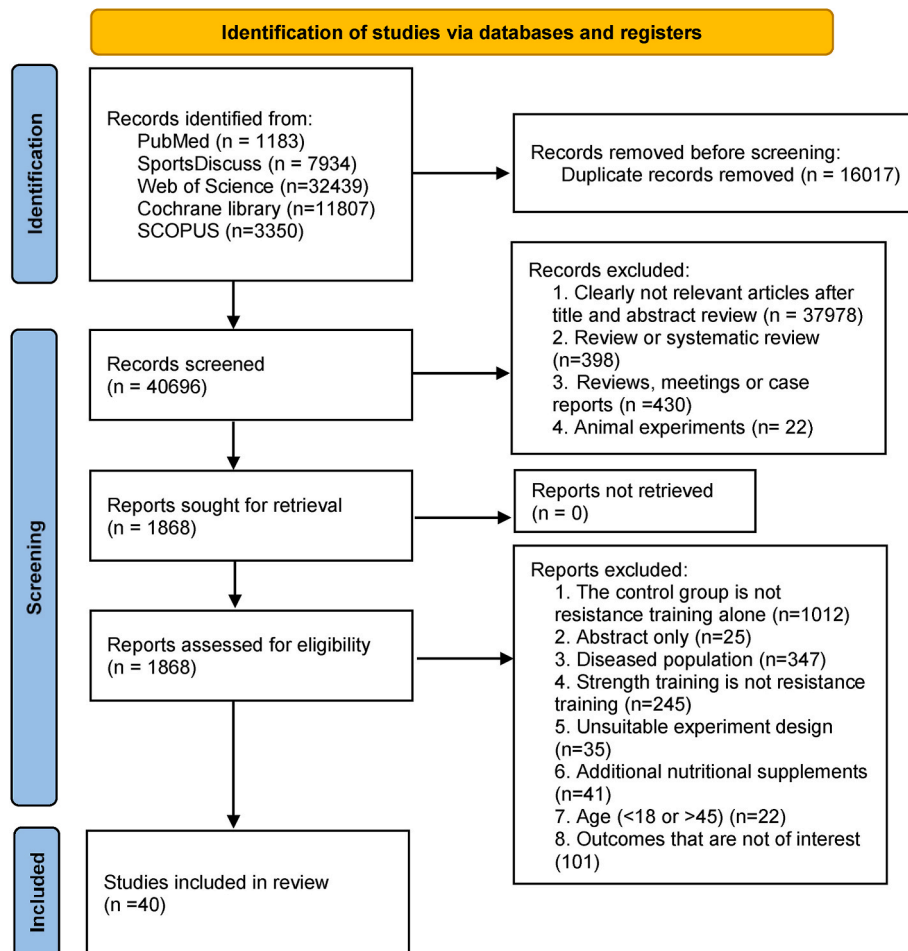 Identification of studies via databases and registers
Identification
Records identified from:
PubMed (n = 1183)
SportsDiscuss (n = 7934)
Web of Science (n=32439)
Cochrane library (n=11807)
SCOPUS (n=3350)
Records removed before screening:
Duplicate records removed (n = 16017)
Records excluded:
1. Clearly not relevant articles after
title and abstract review (n = 37978)
2. Review or systematic review
(n=398)
3. Reviews, meetings or case
reports (n =430)
4. Animal experiments (n= 22)
Screening
Records screened
(n = 40696)
Reports sought for retrieval
(n = 1868)
Reports not retrieved
(n = 0)
Reports assessed for eligibility
(n = 1868)
Reports excluded:
1. The control group is not
resistance training alone (n=1012)
2. Abstract only (n=25)
3. Diseased population (n=347)
4. Strength training is not resistance
training (n=245)
5. Unsuitable experiment design
(n=35)
6. Additional nutritional supplements
(n=41)
7. Age (<18 or >45) (n=22)
8. Outcomes that are not of interest
(101)
Included
Studies included in review
(n =40)